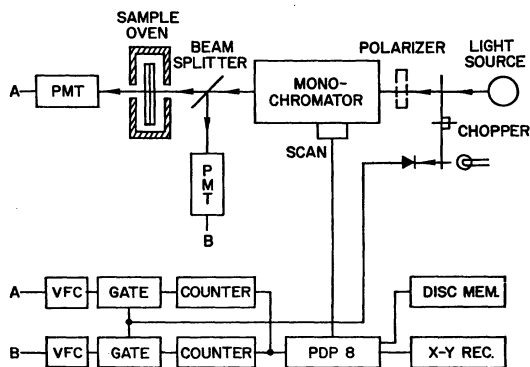 SAMPLE
OVEN
BEAM
SPLITTER
POLARIZER
LIGHT
SOURCE
A
PMT
MONO-
CHROMATOR
CHOPPER
SCAN
P
M
T
B
A
VFC
GATE
COUNTER
DISC MEM.
B
VFC
GATE
COUNTER
PDP 8
X-Y REC.